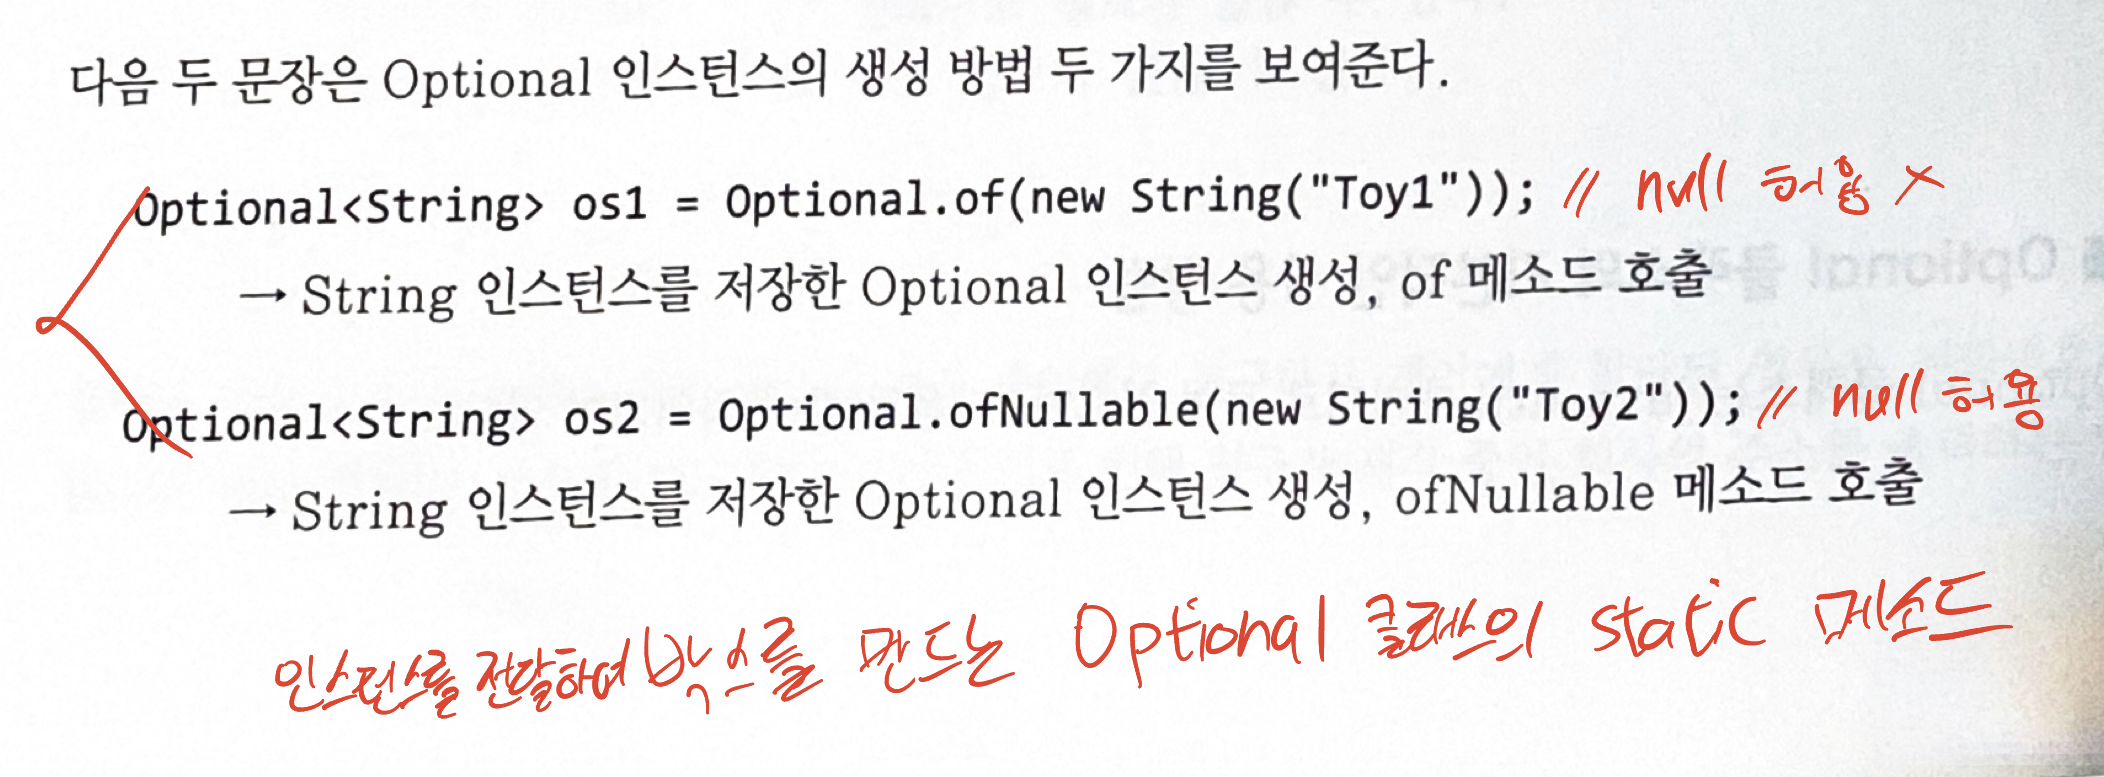 다음 두 문장은 Optional 인스턴스의 생성 방법 두 가지를 보여준다.
Optional<String> os1 = Optional.of(new String("Toy1")); // null 허용 ×
→ String 인스턴스를 저장한 Optional 인스턴스 생성, of 메소드 호출
Optional<String> os2 = Optional.ofNullable(new String("Toy2")); // null 허용
→ String 인스턴스를 저장한 Optional 인스턴스 생성, ofNullable 메소드 호출
인스턴스를 전달하여 박스를 만드는 Optional 클래스의 static 메소드